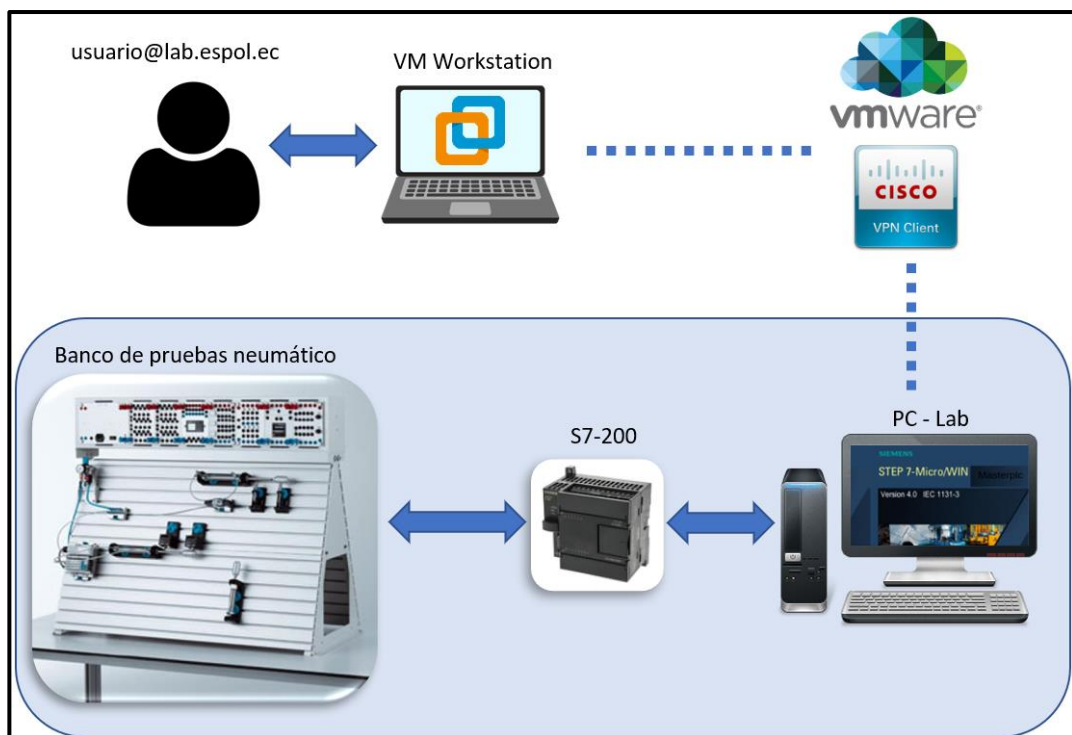 usuario@lab.espol.ec
VM Workstation
vmware®
CISCO
VPN Client
Banco de pruebas neumático
S7-200
PC - Lab
SIEMENS
STEP 7-Micro/WIN
Masterplc
Version 4.0 IEC 1131-3